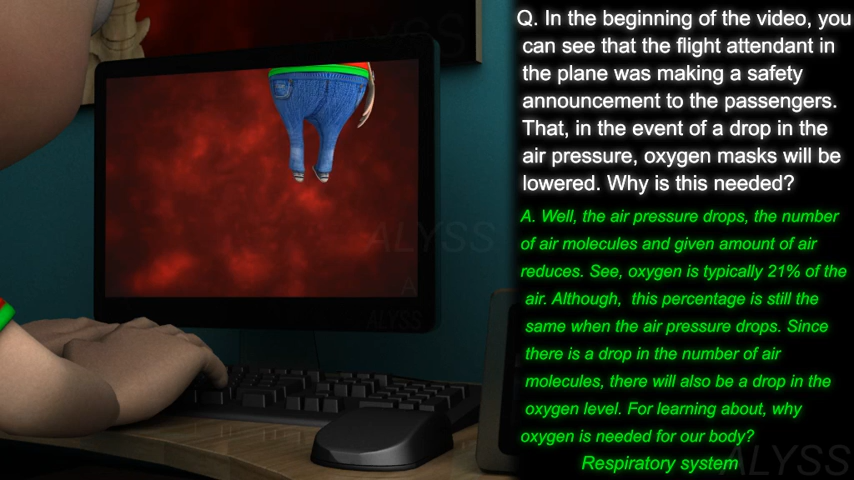 Q. In the beginning of the video, you
can see that the flight attendant in
the plane was making a safety
announcement to the passengers.
That, in the event of a drop in the
air pressure, oxygen masks will be
lowered. Why is this needed?
A. Well, the air pressure drops, the number
of air molecules and given amount of air
reduces. See, oxygen is typically 21% of the
air. Although, this percentage is still the
same when the air pressure drops. Since
there is a drop in the number of air
molecules, there will also be a drop in the
oxygen level. For learning about, why
oxygen is needed for our body?
Respiratory system
ALYSS
ALYSS
A
ALYSS
ALYSS